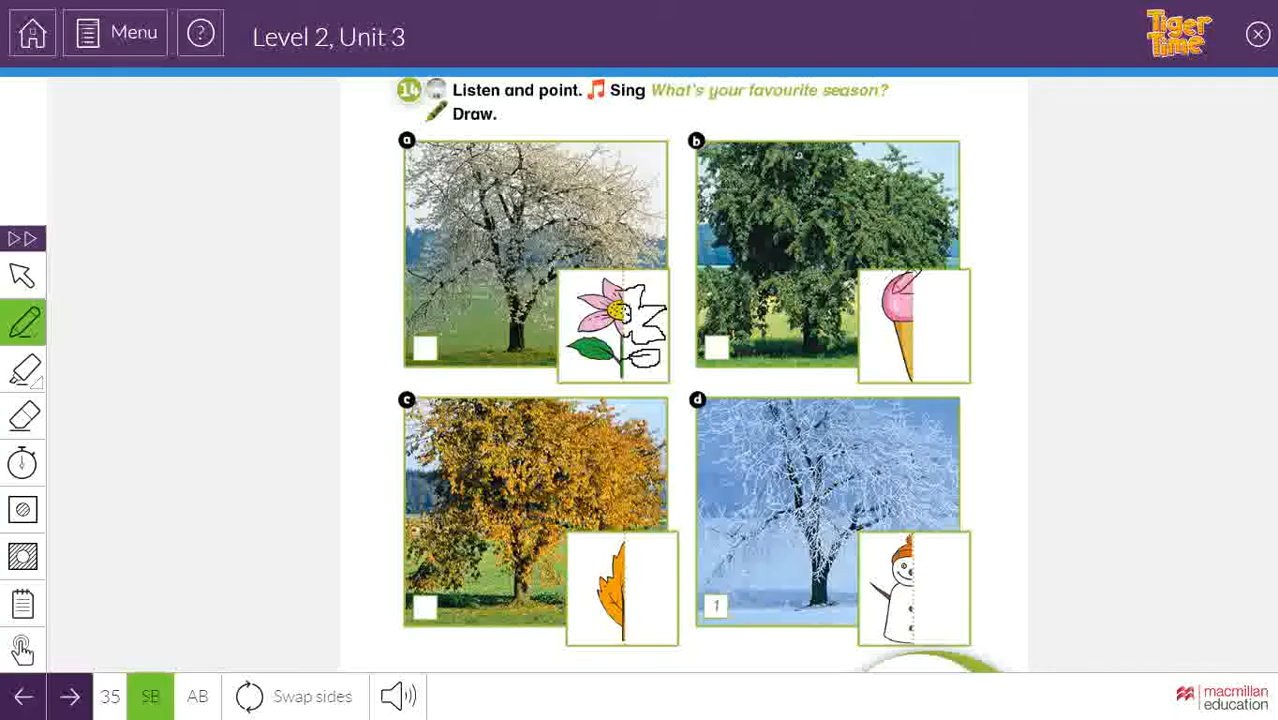 Menu
?
Level 2, Unit 3
Tiger
Time
14 Listen and point. Sing What's your favourite season?
Draw.
a
b
c
d
1
35
SB
AB
Swap sides
macmillan
education